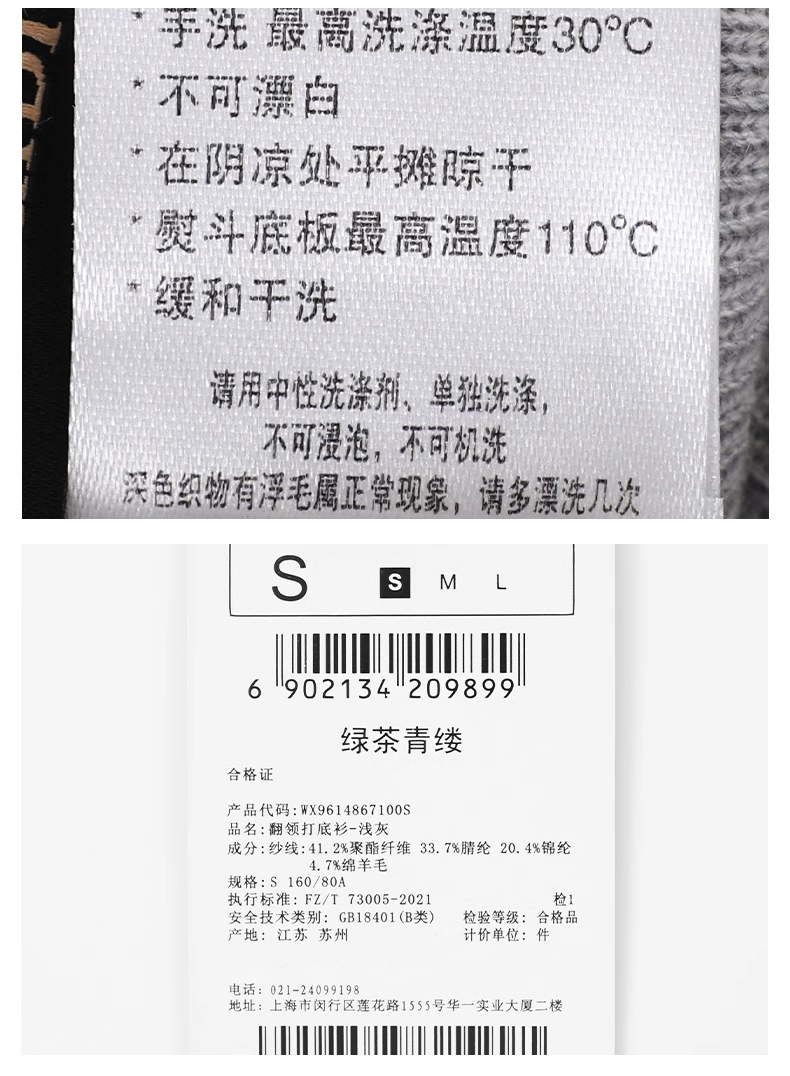 * 手洗 最高洗涤温度30℃
* 不可漂白
* 在阴凉处平摊晾干
* 熨斗底板最高温度110℃
* 缓和干洗
请用中性洗涤剂、单独洗涤，
不可浸泡，不可机洗
深色织物有浮毛属正常现象，请多漂洗几次
S S M L
6 902134 209899
绿茶青缕
合格证
产品代码:WX9614867100S
品名:翻领打底衫-浅灰
成分:纱线:41.2%聚酯纤维 33.7%腈纶 20.4%锦纶
4.7%绵羊毛
规格:S 160/80A
执行标准: FZ/T 73005-2021 检1
安全技术类别: GB18401(B类) 检验等级: 合格品
产地: 江苏 苏州 计价单位: 件
电话: 021-24099198
地址: 上海市闵行区莲花路1555号华一实业大厦二楼